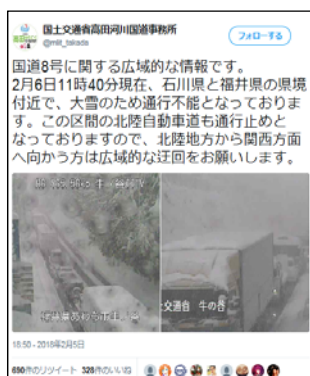 国土交通省高田河川国道事務所
@mlit_takada
フォローする
国道8号に関する広域的な情報です。
2月6日11時40分現在、石川県と福井県の県境
付近で、大雪のため通行不能となっておりま
す。この区間の北陸自動車道も通行止めと
なっておりますので、北陸地方から関西方面
へ向かう方は広域的な迂回をお願いします。
交通省 牛の谷
18:50 - 2018年2月5日
690件のリツイート 328件のいいね